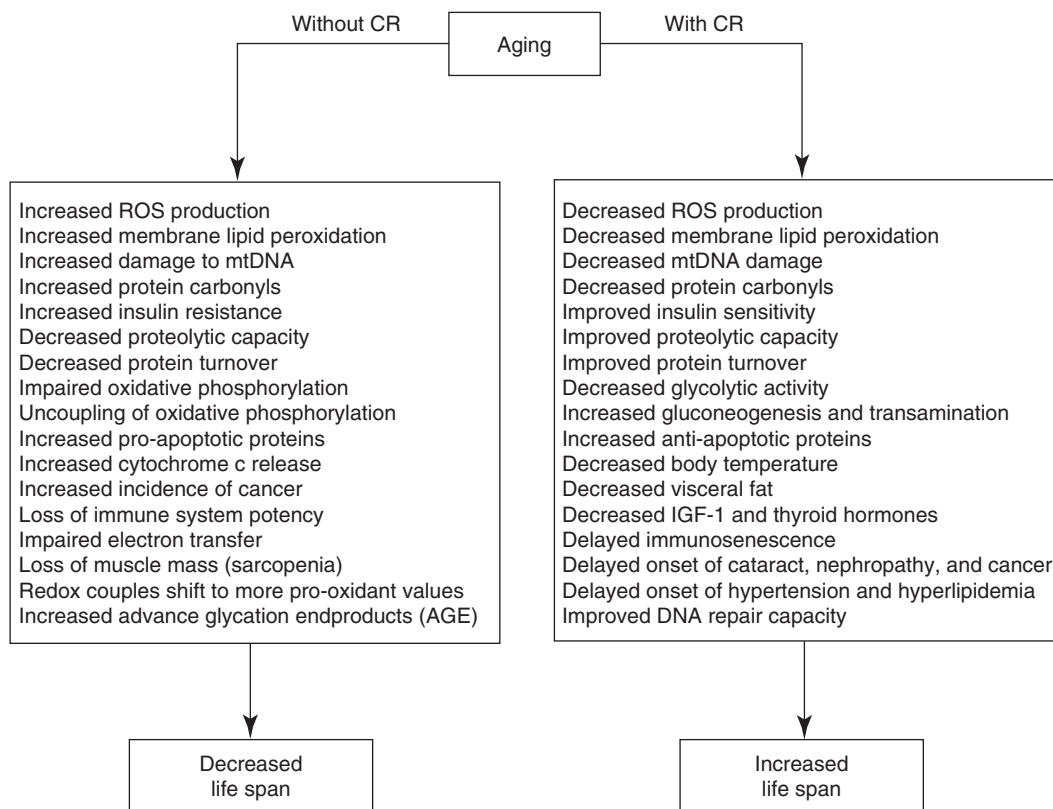 Without CR
Aging
With CR
Increased ROS production
Increased membrane lipid peroxidation
Increased damage to mtDNA
Increased protein carbonyls
Increased insulin resistance
Decreased proteolytic capacity
Decreased protein turnover
Impaired oxidative phosphorylation
Uncoupling of oxidative phosphorylation
Increased pro-apoptotic proteins
Increased cytochrome c release
Increased incidence of cancer
Loss of immune system potency
Impaired electron transfer
Loss of muscle mass (sarcopenia)
Redox couples shift to more pro-oxidant values
Increased advance glycation endproducts (AGE)
Decreased ROS production
Decreased membrane lipid peroxidation
Decreased mtDNA damage
Decreased protein carbonyls
Improved insulin sensitivity
Improved proteolytic capacity
Improved protein turnover
Decreased glycolytic activity
Increased gluconeogenesis and transamination
Increased anti-apoptotic proteins
Decreased body temperature
Decreased visceral fat
Decreased IGF-1 and thyroid hormones
Delayed immunosenescence
Delayed onset of cataract, nephropathy, and cancer
Delayed onset of hypertension and hyperlipidemia
Improved DNA repair capacity
Decreased
life span
Increased
life span